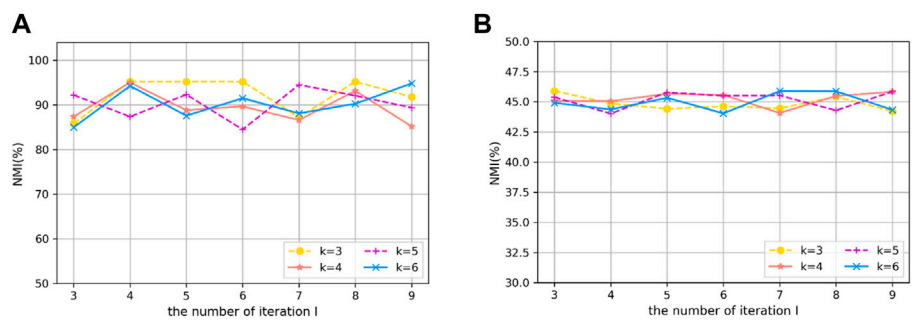 A
100
90
80
70
60
50
NMI(%)
k=3
k=4
k=5
k=6
3 4 5 6 7 8 9
the number of iteration I
B
50.0
47.5
45.0
42.5
40.0
37.5
35.0
32.5
30.0
NMI(%)
k=3
k=4
k=5
k=6
3 4 5 6 7 8 9
the number of iteration I